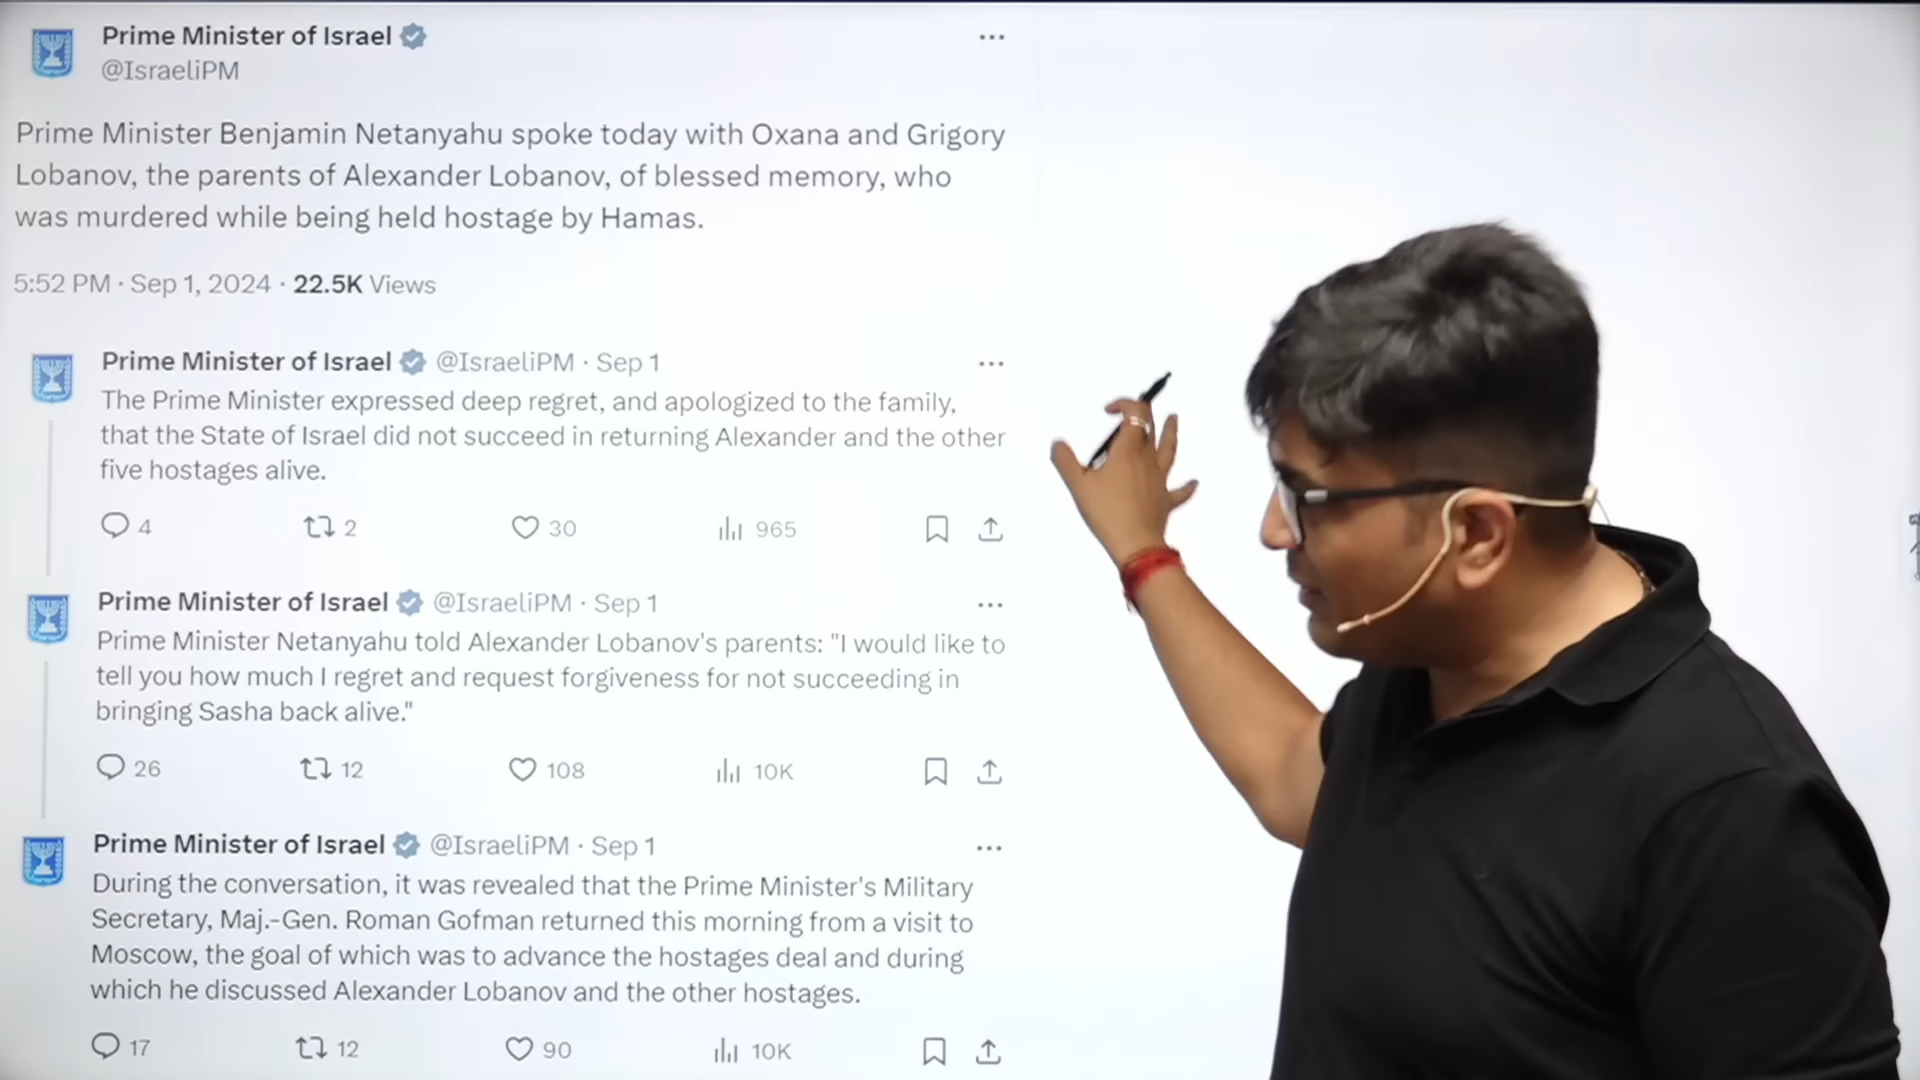 Prime Minister of Israel
@IsraeliPM
Prime Minister Benjamin Netanyahu spoke today with Oxana and Grigory
Lobanov, the parents of Alexander Lobanov, of blessed memory, who
was murdered while being held hostage by Hamas.
5:52 PM · Sep 1, 2024 · 22.5K Views
Prime Minister of Israel @IsraeliPM · Sep 1
The Prime Minister expressed deep regret, and apologized to the family,
that the State of Israel did not succeed in returning Alexander and the other
five hostages alive.
4 2 30 965
Prime Minister of Israel @IsraeliPM · Sep 1
Prime Minister Netanyahu told Alexander Lobanov's parents: "I would like to
tell you how much I regret and request forgiveness for not succeeding in
bringing Sasha back alive."
26 12 108 10K
Prime Minister of Israel @IsraeliPM · Sep 1
During the conversation, it was revealed that the Prime Minister's Military
Secretary, Maj.-Gen. Roman Gofman returned this morning from a visit to
Moscow, the goal of which was to advance the hostages deal and during
which he discussed Alexander Lobanov and the other hostages.
17 12 90 10K